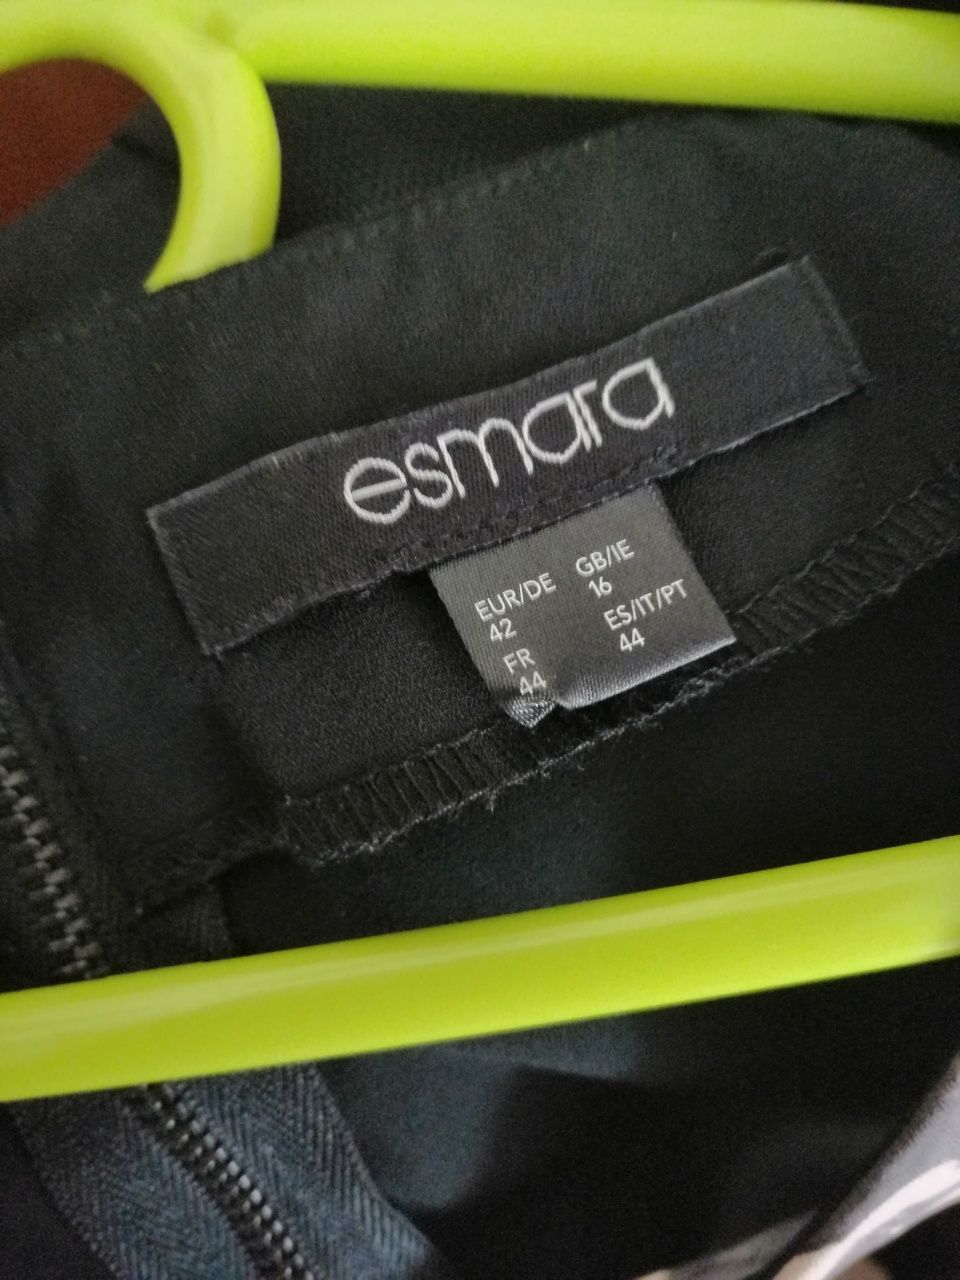 esmara
EUR/DE
42
GB/IE
16
FR
44
ES/IT/PT
44